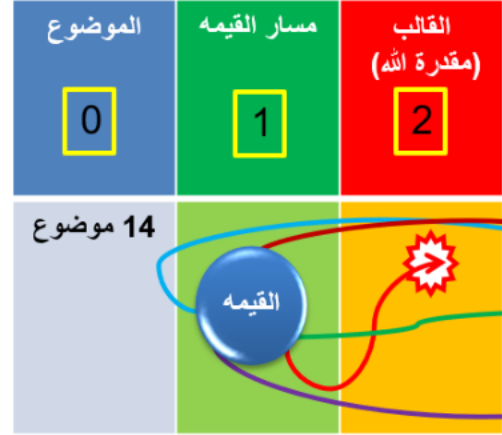 القالب
(مقدرة الله)
2
مسار القيمه
1
الموضوع
0
14 موضوع
القيمه